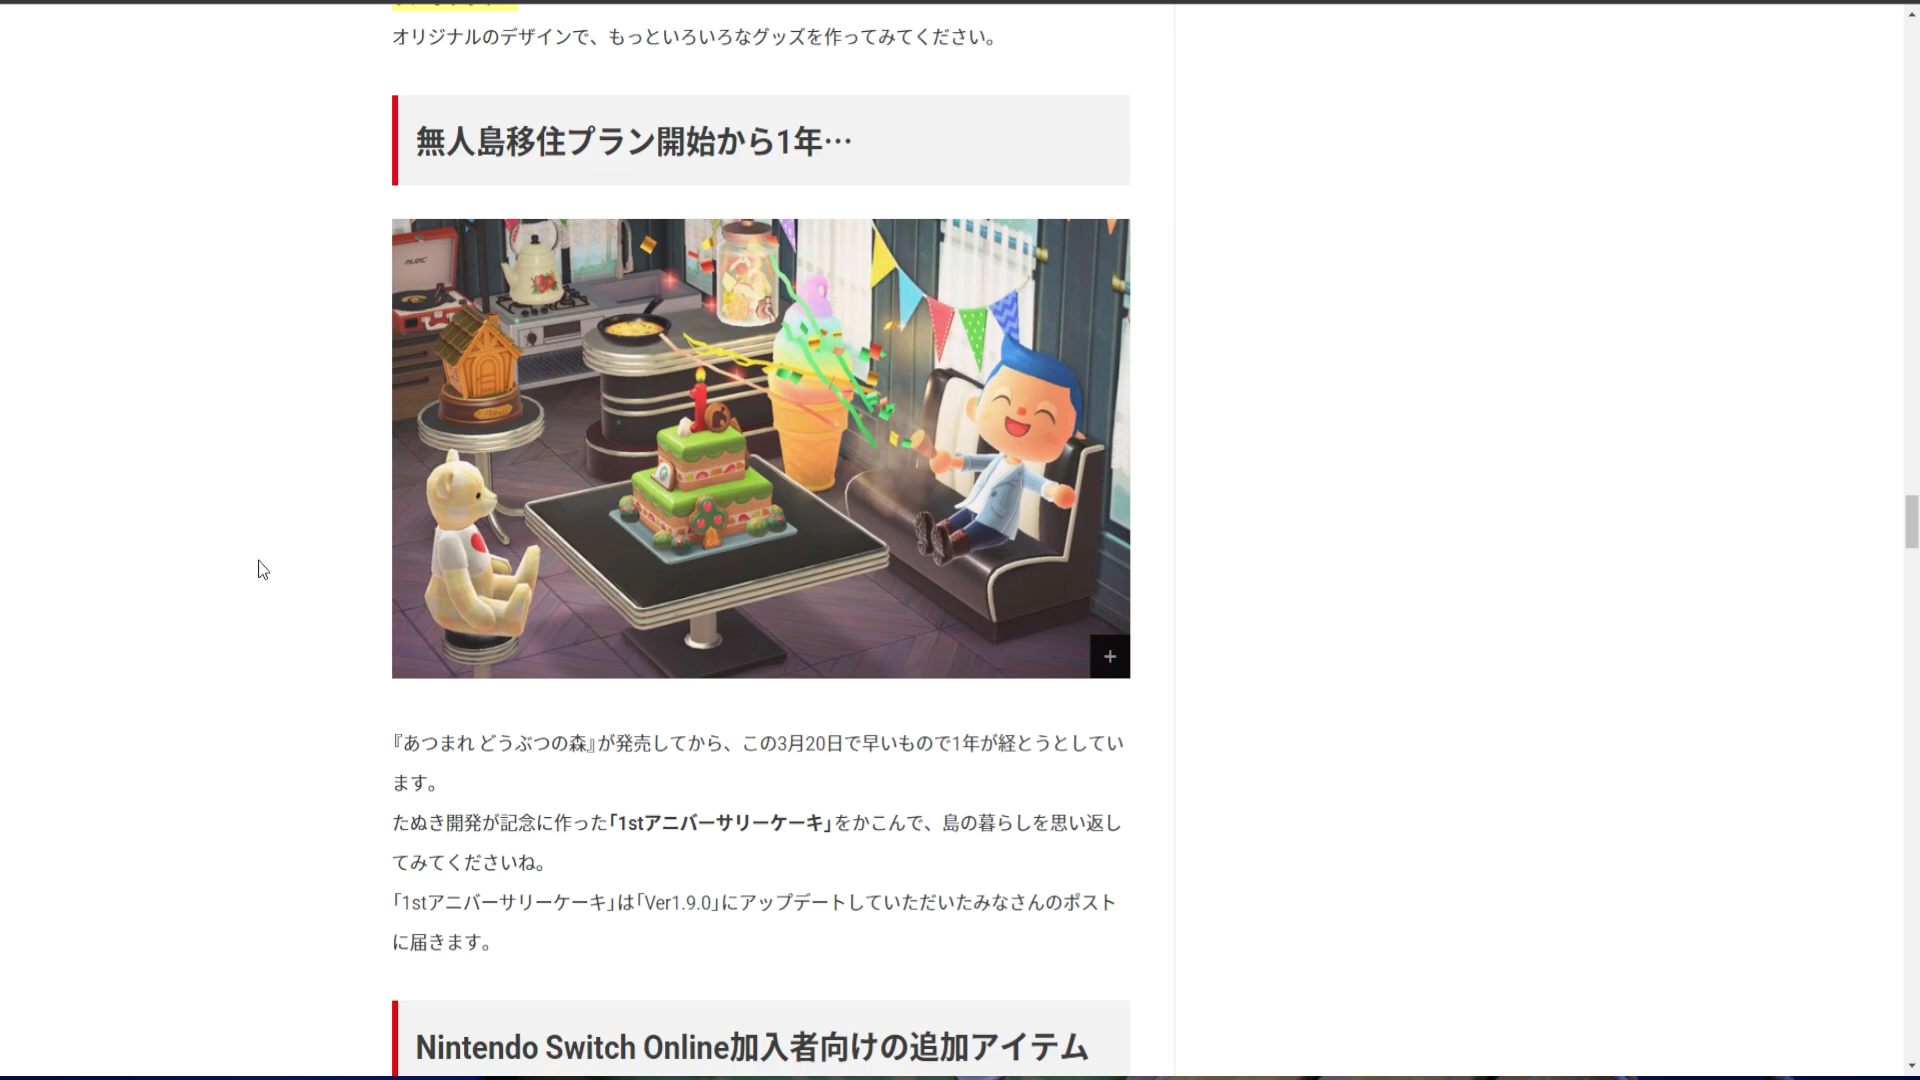 オリジナルのデザインで、もっといろいろなグッズを作ってみてください。
無人島移住プラン開始から1年…
『あつまれ どうぶつの森』が発売してから、この3月20日で早いもので1年が経とうとしてい
ます。
たぬき開発が記念に作った「1stアニバーサリーケーキ」をかこんで、島の暮らしを思い返し
てみてくださいね。
「1stアニバーサリーケーキ」は「Ver1.9.0」にアップデートしていただいたみなさんのポスト
に届きます。
Nintendo Switch Online加入者向けの追加アイテム